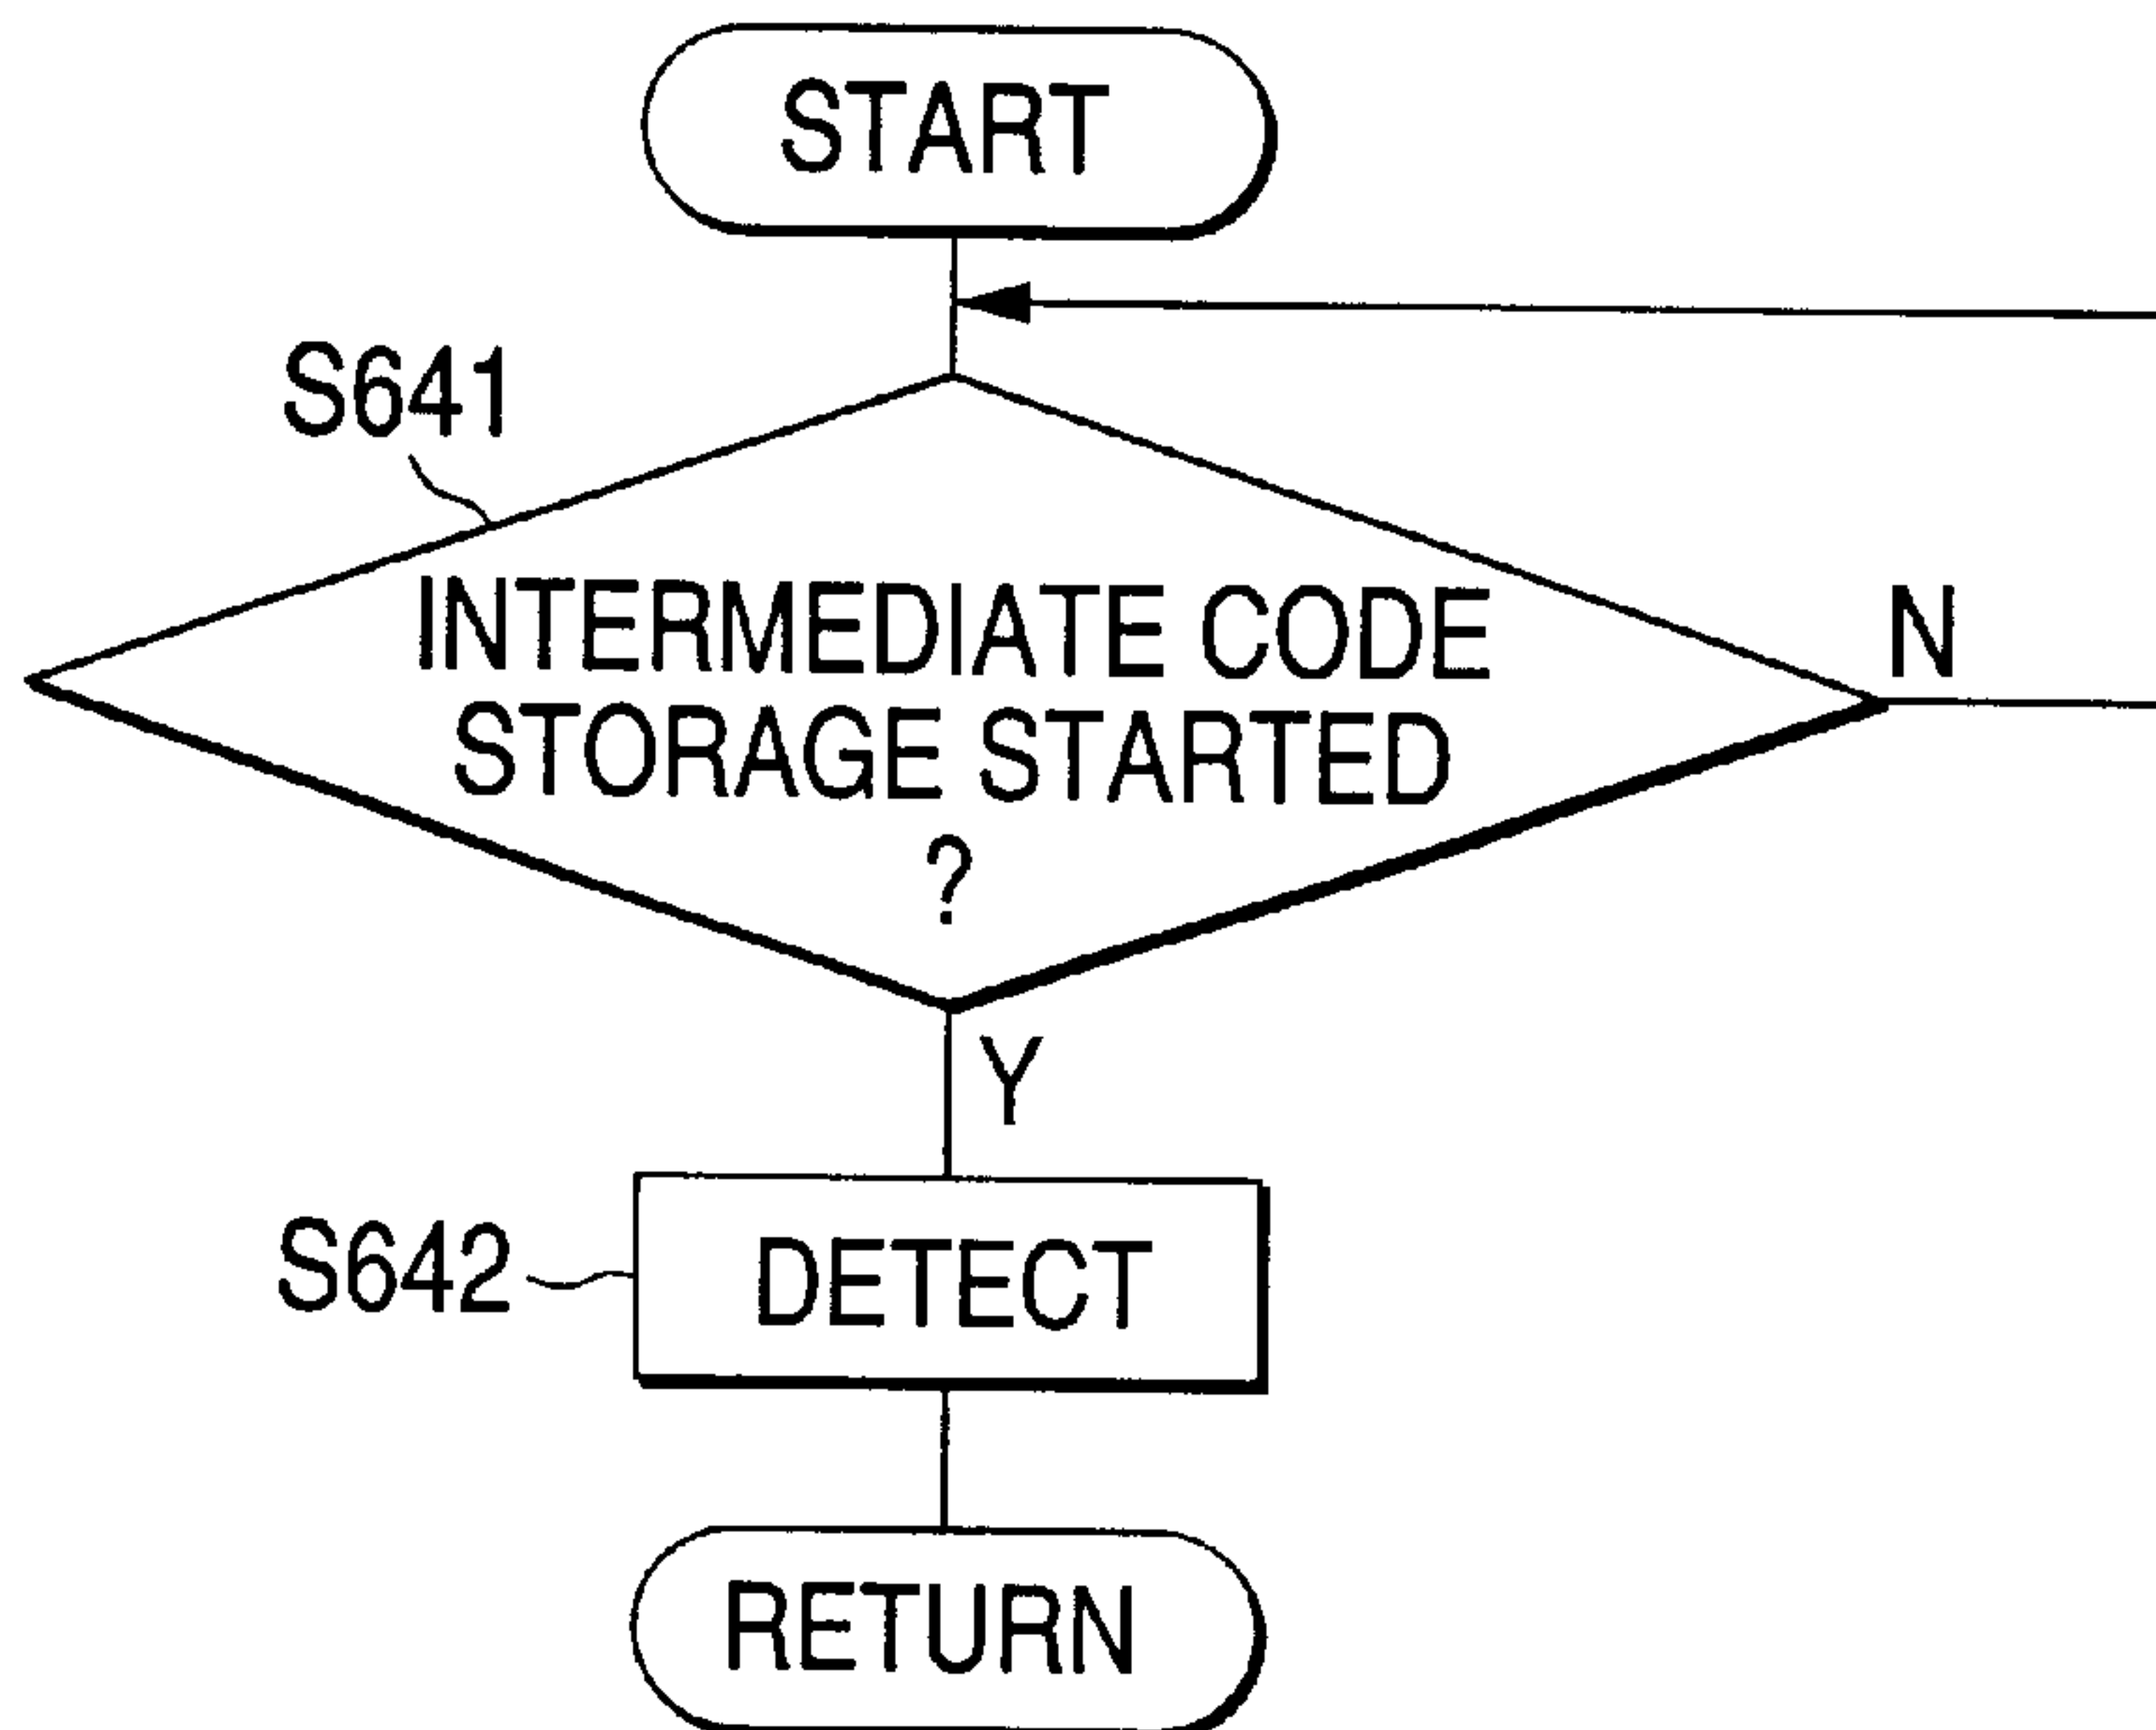 START
S641
INTERMEDIATE CODE
STORAGE STARTED
?
N
Y
S642
DETECT
RETURN